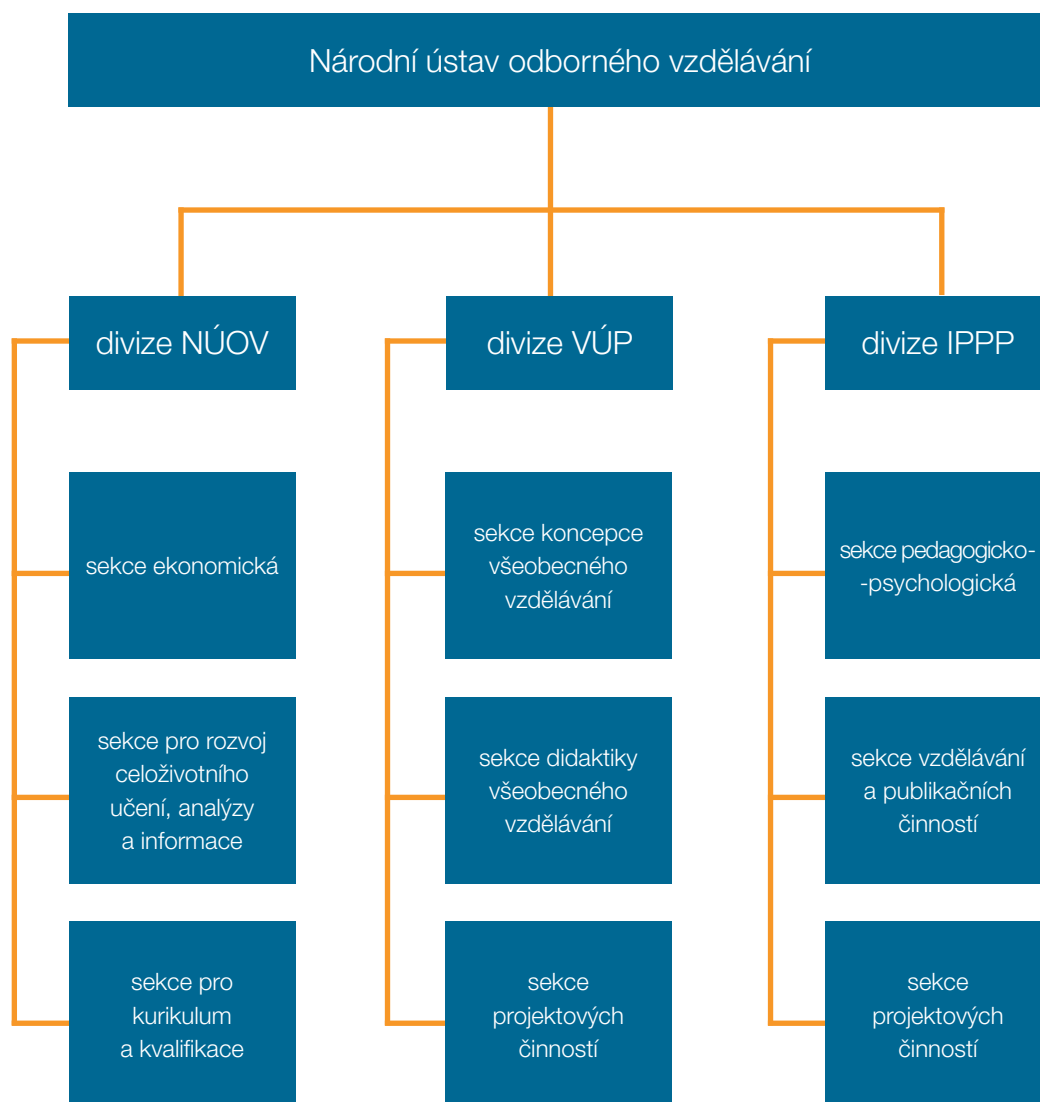 Národní ústav odborného vzdělávání
divize NÚOV
divize VÚP
divize IPPP
sekce ekonomická
sekce koncepce
všeobecného
vzdělávání
sekce pedagogicko-
-psychologická
sekce pro rozvoj
celoživotního
učení, analýzy
a informace
sekce didaktiky
všeobecného
vzdělávání
sekce vzdělávání
a publikačních
činností
sekce pro
kurikulum
a kvalifikace
sekce
projektových
činností
sekce
projektových
činností